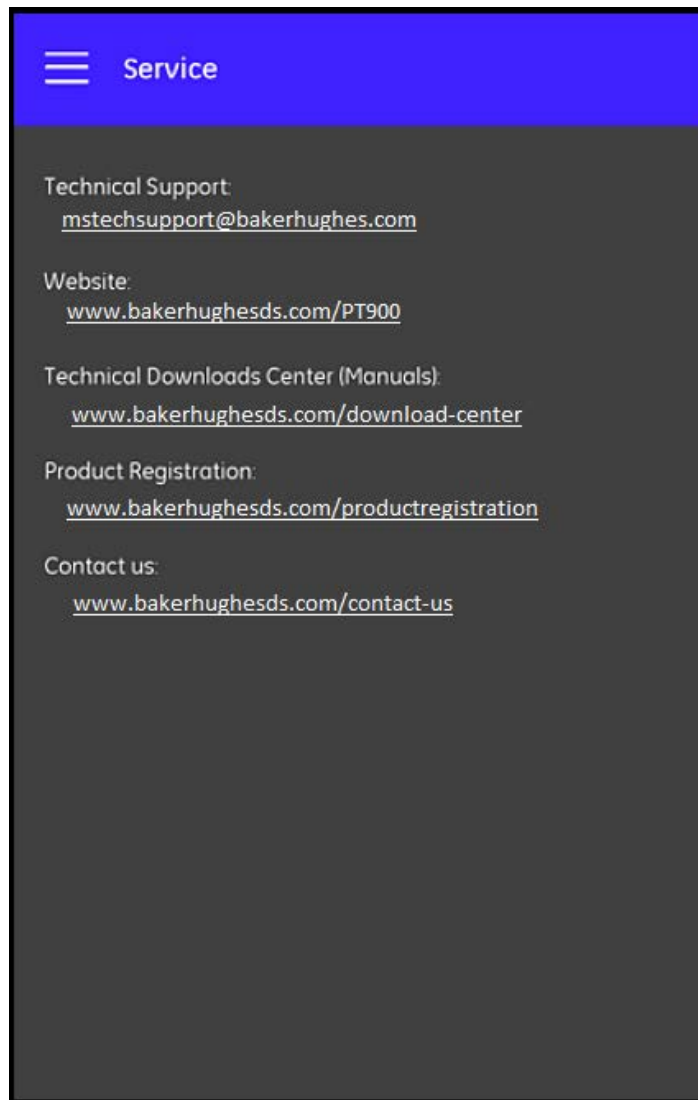 Service
Technical Support:
mstechsupport@bakerhughes.com
Website:
www.bakerhughesds.com/PT900
Technical Downloads Center (Manuals):
www.bakerhughesds.com/download-center
Product Registration:
www.bakerhughesds.com/productregistration
Contact us:
www.bakerhughesds.com/contact-us